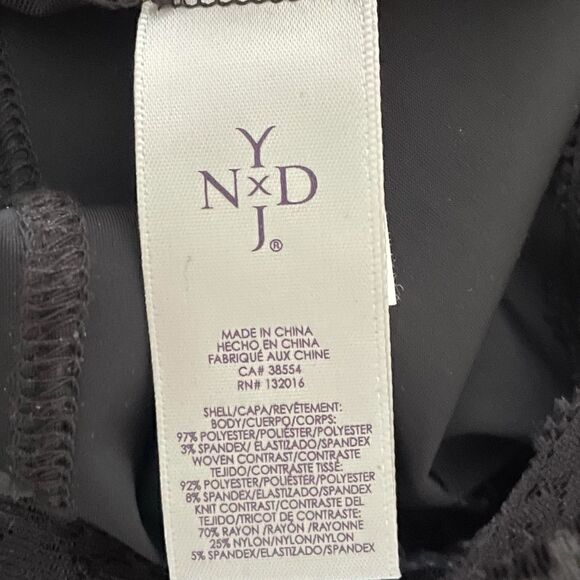 Y
N x D
J®
MADE IN CHINA
HECHO EN CHINA
FABRIQUÉ AUX CHINE
CA# 38554
RN# 132016
SHELL/CAPA/REVÊTEMENT:
BODY/CUERPO/CORPS:
97% POLYESTER/POLIÉSTER/POLYESTER
3% SPANDEX/ ELASTIZADO/SPANDEX
WOVEN CONTRAST/CONTRASTE
TEJIDO/CONTRASTE TISSÉ:
92% POLYESTER/POLIÉSTER/POLYESTER
8% SPANDEX/ELASTIZADO/SPANDEX
KNIT CONTRAST/CONTRASTE DEL
TEJIDO/TRICOT DE CONTRASTE:
70% RAYON /RAYÓN /RAYONNE
25% NYLON/NYLON/NYLON
5% SPANDEX/ELASTIZADO/SPANDEX